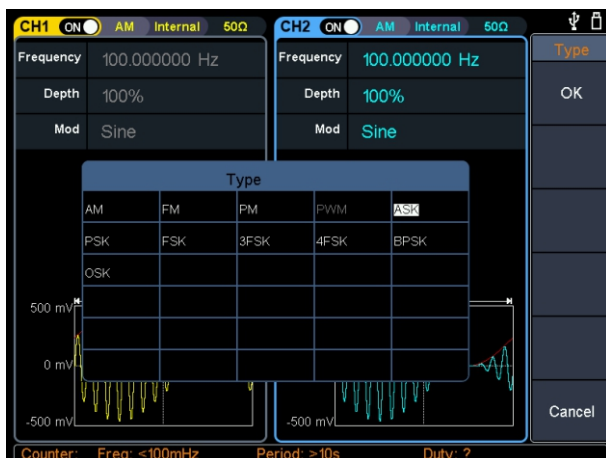 CH1 ON AM Internal 50Ω CH2 ON AM Internal 50Ω
Type
Frequency 100.000000 Hz Frequency 100.000000 Hz
Depth 100% Depth 100% OK
Mod Sine Mod Sine
Type
AM FM PM PWM ASK
PSK FSK 3FSK 4FSK BPSK
OSK
500 mV
0 mV
-500 mV -500 mV Cancel
Counter: Freq: <100mHz Period: >10s Duty: ?